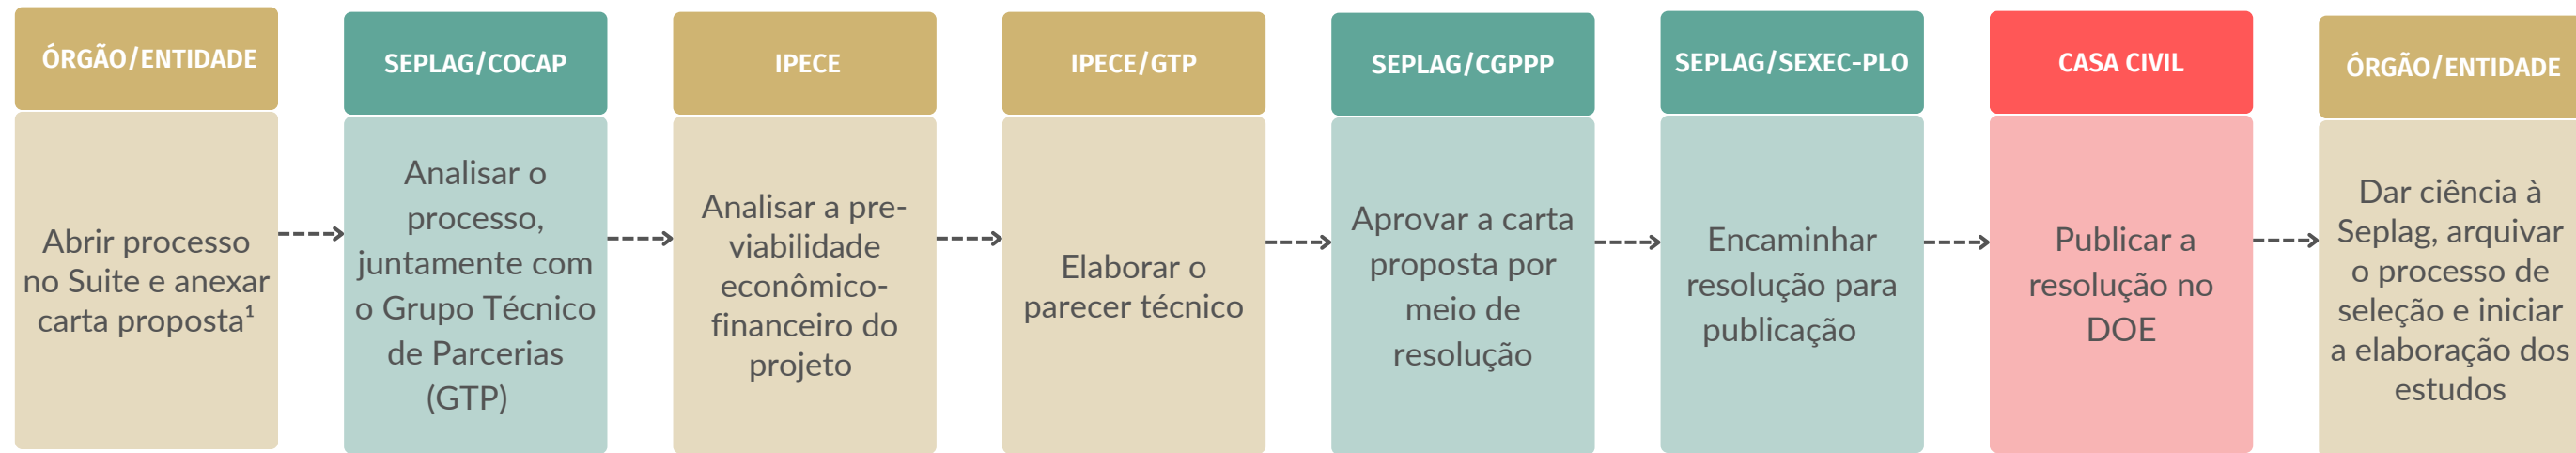 ÓRGÃO/ENTIDADE
Abrir processo
no Suite e anexar
carta proposta¹
SEPLAG/COCAP
Analisar o
processo,
juntamente com
o Grupo Técnico
de Parcerias
(GTP)
IPECE
Analisar a pre-
viabilidade
econômico-
financeiro do
projeto
IPECE/GTP
Elaborar o
parecer técnico
SEPLAG/CGPPP
Aprovar a carta
proposta por
meio de
resolução
SEPLAG/SEXEC-PLO
Encaminhar
resolução para
publicação
CASA CIVIL
Publicar a
resolução no
DOE
ÓRGÃO/ENTIDADE
Dar ciência à
Seplag, arquivar
o processo de
seleção e iniciar
a elaboração dos
estudos